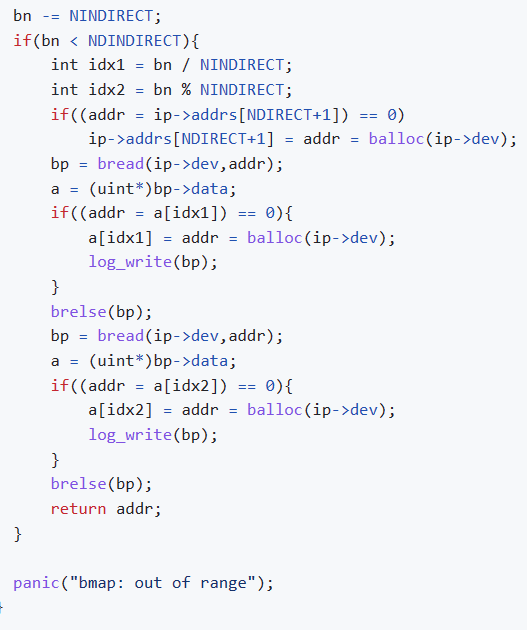 bn -= NINDIRECT;
if(bn < NDINDIRECT){
    int idx1 = bn / NINDIRECT;
    int idx2 = bn % NINDIRECT;
    if((addr = ip->addrs[NDIRECT+1]) == 0)
        ip->addrs[NDIRECT+1] = addr = balloc(ip->dev);
    bp = bread(ip->dev,addr);
    a = (uint*)bp->data;
    if((addr = a[idx1]) == 0){
        a[idx1] = addr = balloc(ip->dev);
        log_write(bp);
    }
    brelse(bp);
    bp = bread(ip->dev,addr);
    a = (uint*)bp->data;
    if((addr = a[idx2]) == 0){
        a[idx2] = addr = balloc(ip->dev);
        log_write(bp);
    }
    brelse(bp);
    return addr;
}

panic("bmap: out of range");
}